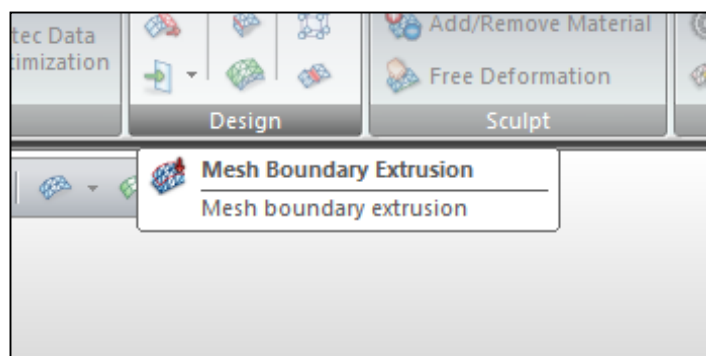 tec Data
timization
Add/Remove Material
Free Deformation
Design
Sculpt
Mesh Boundary Extrusion
Mesh boundary extrusion